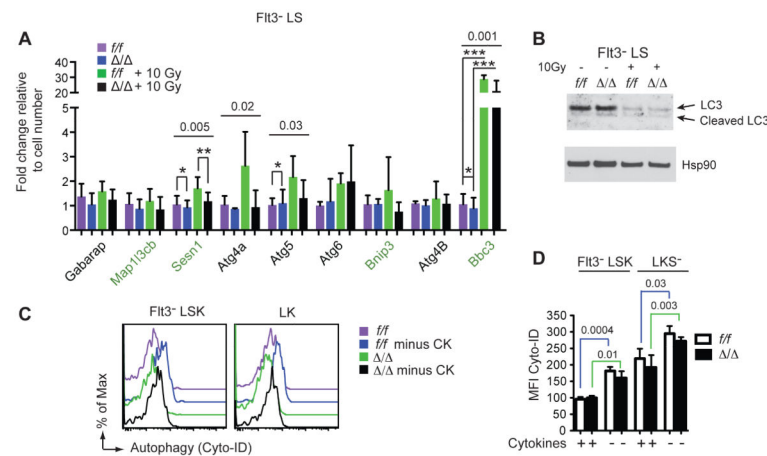 Flt3- LS
A
Fold change relative
to cell number
f/f
Δ/Δ
f/f + 10 Gy
Δ/Δ + 10 Gy
40
30
20
10
5
4
3
2
1
0
0.005
0.02
0.03
0.001
*
**
*
***
***
*
Gabarap
Map1l3cb
Sesn1
Atg4a
Atg5
Atg6
Bnip3
Atg4B
Bbc3
B
Flt3- LS
10Gy - - + +
f/f Δ/Δ f/f Δ/Δ
LC3
Cleaved LC3
Hsp90
C
Flt3- LSK
LK
% of Max
Autophagy (Cyto-ID)
f/f
f/f minus CK
Δ/Δ
Δ/Δ minus CK
D
Flt3- LSK
LKS-
0.03
0.0004
0.003
0.01
MFI Cyto-ID
350
300
250
200
150
100
50
0
f/f
Δ/Δ
Cytokines ++ -- ++ --